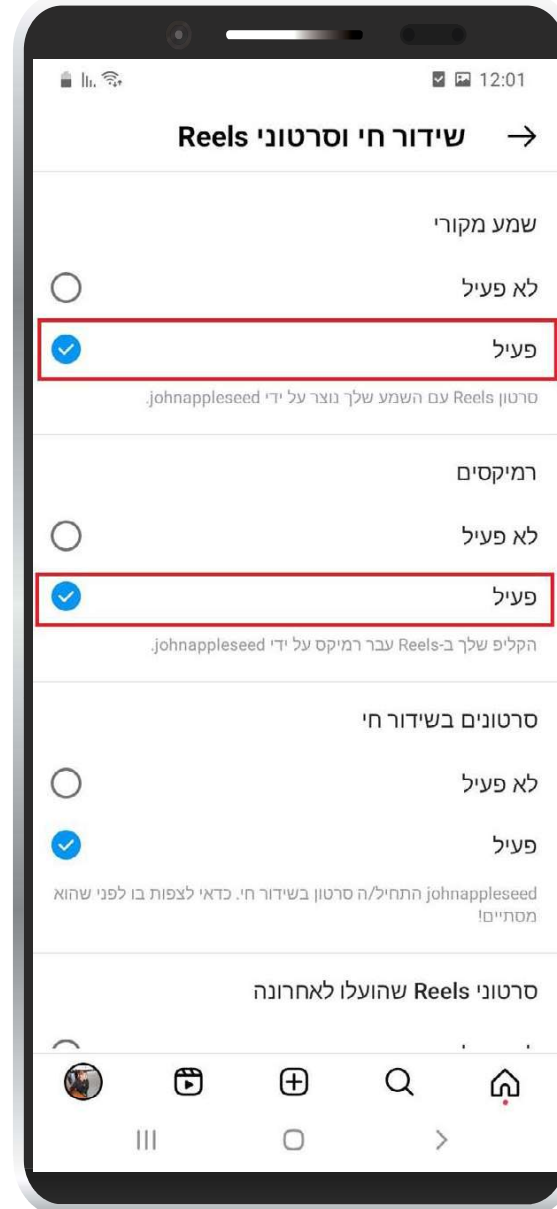 12:01
שידור חי וסרטוני Reels
שמע מקורי
לא פעיל
פעיל
סרטון Reels עם השמע שלך נוצר על ידי johnappleseed.
רמיקסים
לא פעיל
פעיל
הקליפ שלך ב-Reels עבר רמיקס על ידי johnappleseed.
סרטונים בשידור חי
לא פעיל
פעיל
johnappleseed התחיל/ה סרטון בשידור חי. כדאי לצפות בו לפני שהוא
מסתיים!
סרטוני Reels שהועלו לאחרונה